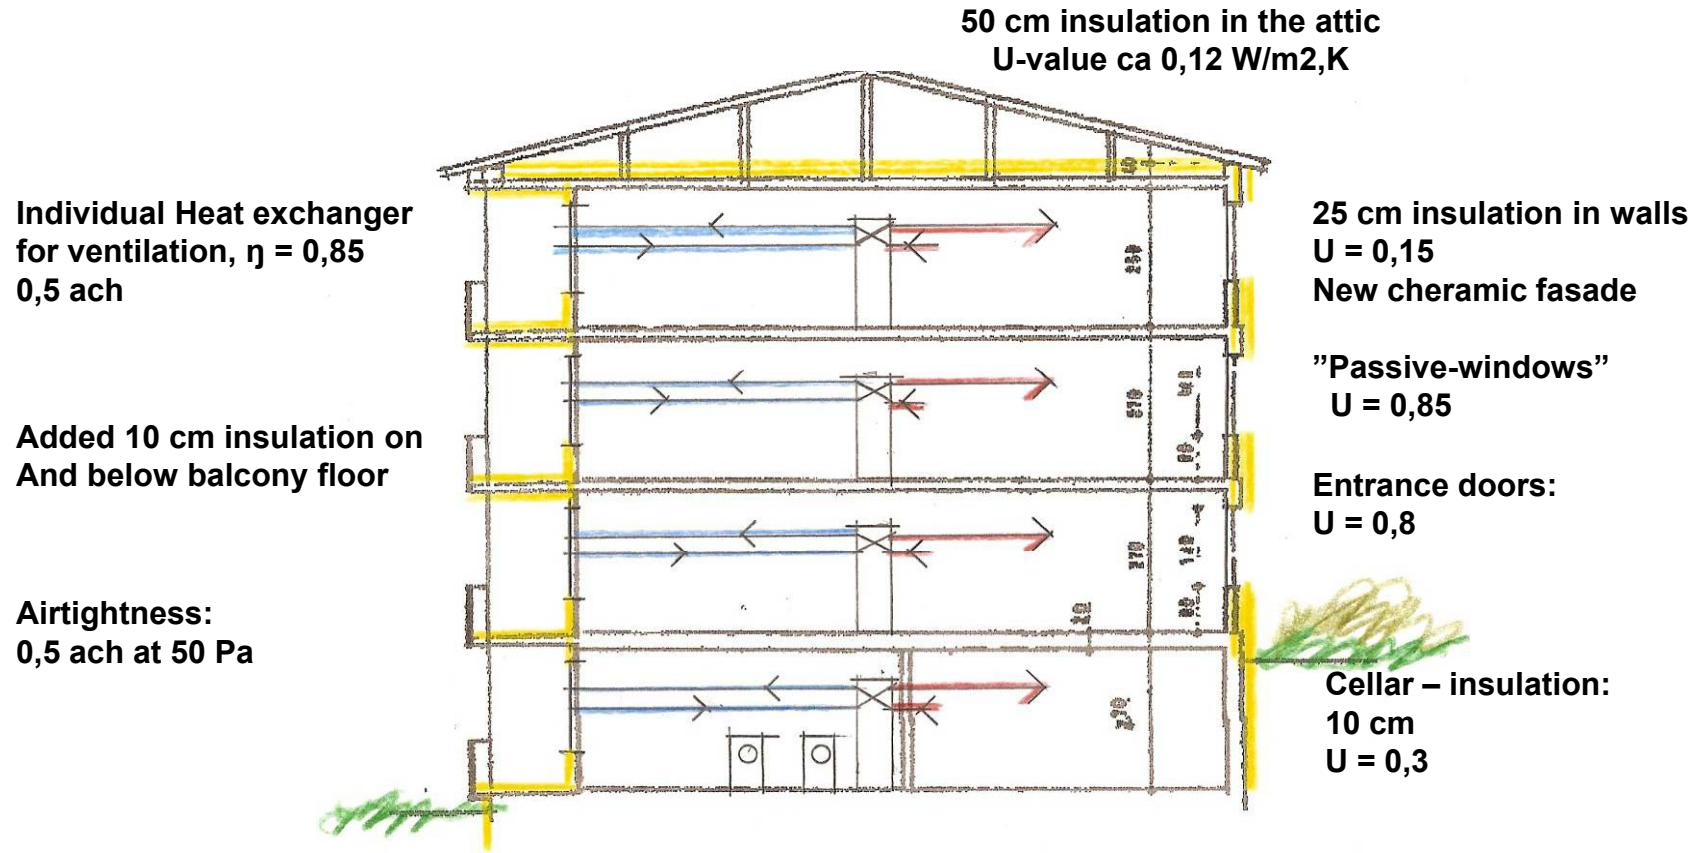 50 cm insulation in the attic
U-value ca 0,12 W/m2,K
Individual Heat exchanger
for ventilation, ŋ = 0,85
0,5 ach
25 cm insulation in walls
U = 0,15
New cheramic fasade
”Passive-windows”
U = 0,85
Added 10 cm insulation on
And below balcony floor
Entrance doors:
U = 0,8
Airtightness:
0,5 ach at 50 Pa
Cellar – insulation:
10 cm
U = 0,3
270